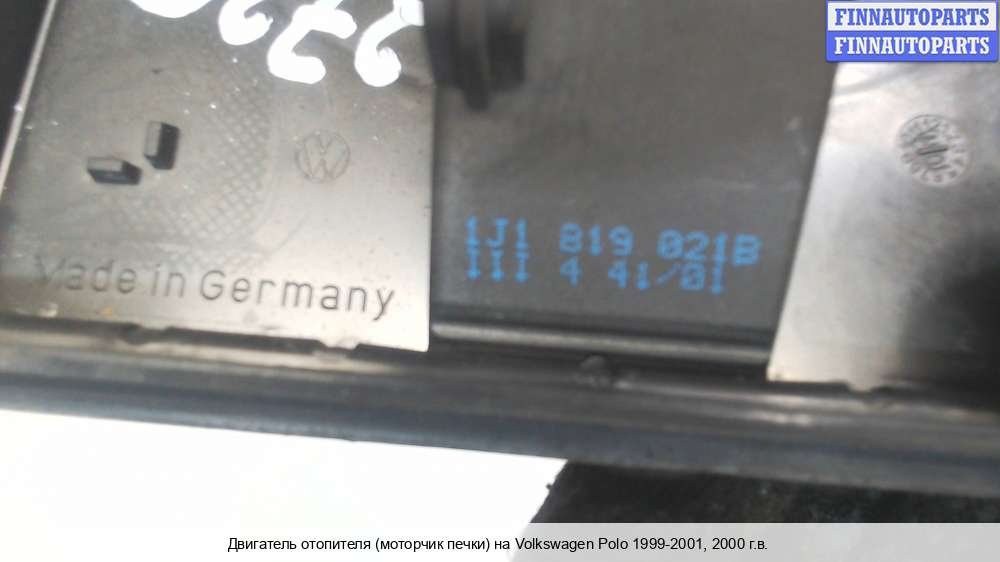 FINNAUTOPARTS
FINNAUTOPARTS
1J1 819 021B
III 4 41/01
Made in Germany
Двигатель отопителя (моторчик печки) на Volkswagen Polo 1999-2001, 2000 г.в.